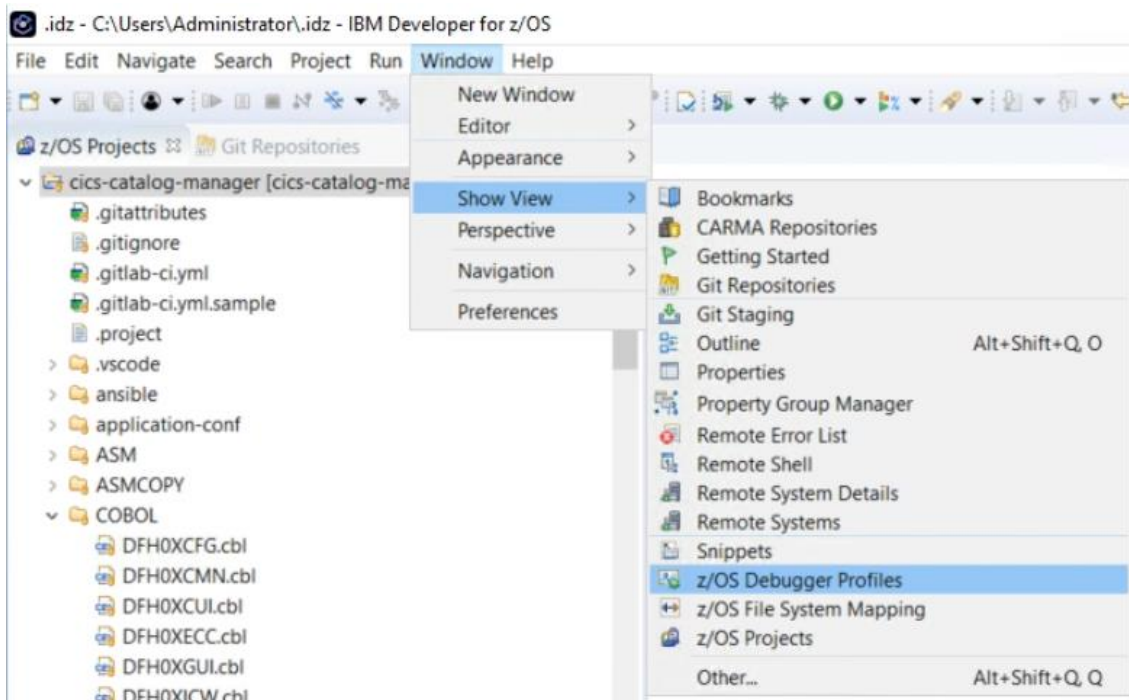 .idz - C:\Users\Administrator\.idz - IBM Developer for z/OS
File Edit Navigate Search Project Run Window Help
z/OS Projects Git Repositories
cics-catalog-manager [cics-catalog-ma
.gitattributes
.gitignore
.gitlab-ci.yml
.gitlab-ci.yml.sample
.project
.vscode
ansible
application-conf
ASM
ASMCOPY
COBOL
DFH0XCFG.cbl
DFH0XCMN.cbl
DFH0XCUI.cbl
DFH0XECC.cbl
DFH0XGUI.cbl
DFH0XICW.cbl
New Window
Editor
Appearance
Show View
Perspective
Navigation
Preferences
Bookmarks
CARMA Repositories
Getting Started
Git Repositories
Git Staging
Outline Alt+Shift+Q, O
Properties
Property Group Manager
Remote Error List
Remote Shell
Remote System Details
Remote Systems
Snippets
z/OS Debugger Profiles
z/OS File System Mapping
z/OS Projects
Other... Alt+Shift+Q, Q